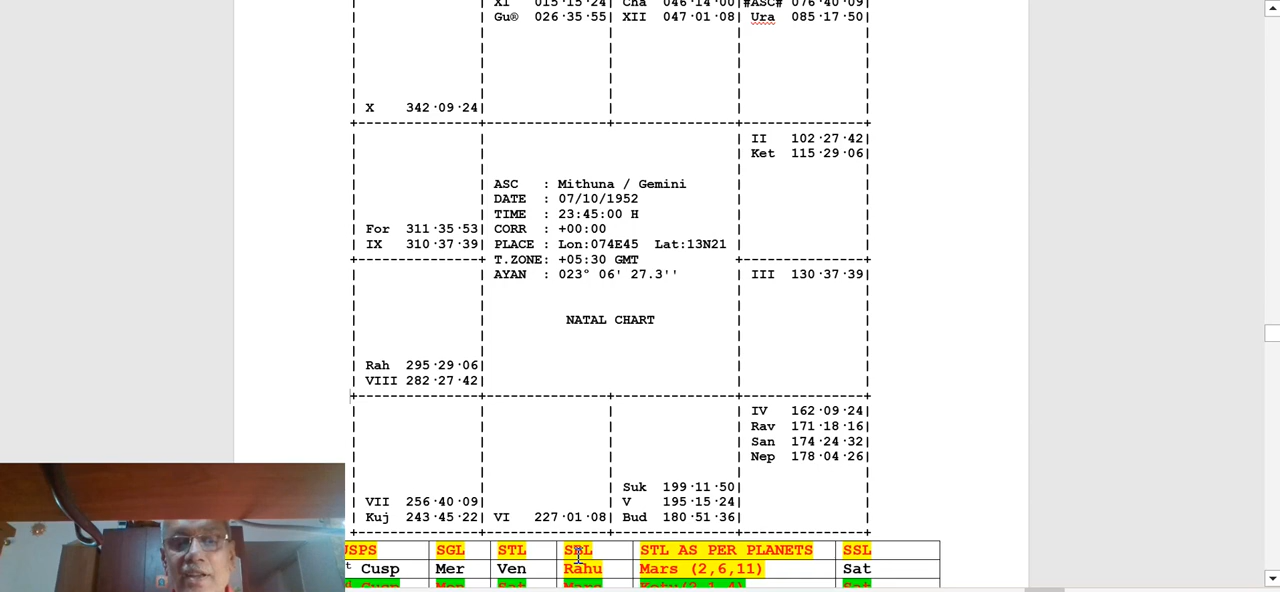 XI 015·15·24 Cha 046·14·00 #ASC# 076·40·09
Gu® 026·35·55 XII 047·01·08 Ura 085·17·50
X 342·09·24
II 102·27·42
Ket 115·29·06
ASC : Mithuna / Gemini
DATE : 07/10/1952
TIME : 23:45:00 H
For 311·35·53 CORR : +00:00
IX 310·37·39 PLACE : Lon:074E45 Lat:13N21
T.ZONE: +05:30 GMT
AYAN : 023° 06' 27.3'' III 130·37·39
NATAL CHART
Rah 295·29·06
VIII 282·27·42
IV 162·09·24
Rav 171·18·16
San 174·24·32
Nep 178·04·26
Suk 199·11·50
VII 256·40·09 V 195·15·24
Kuj 243·45·22 VI 227·01·08 Bud 180·51·36
USPS SGL STL SBL STL AS PER PLANETS SSL
st Cusp Mer Ven Rahu Mars (2,6,11) Sat